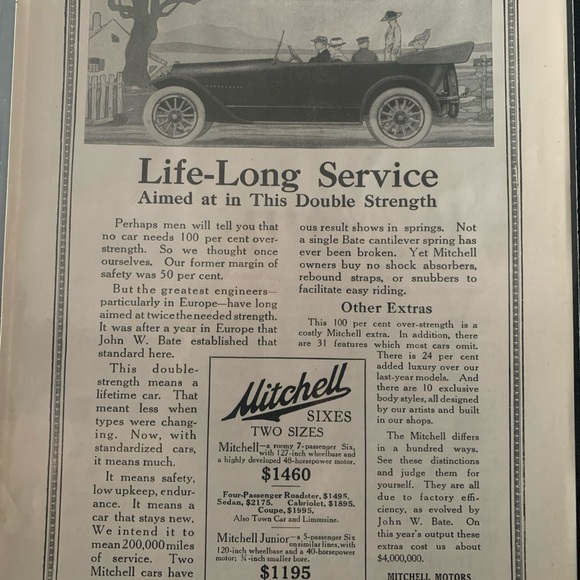 Life-Long Service
Aimed at in This Double Strength
Perhaps men will tell you that
no car needs 100 per cent over-
strength. So we thought once
ourselves. Our former margin of
safety was 50 per cent.
But the greatest engineers—
particularly in Europe—have long
aimed at twice the needed strength.
It was after a year in Europe that
John W. Bate established that
standard here.
This double-
strength means a
lifetime car. That
meant less when
types were chang-
ing. Now, with
standardized cars,
it means much.
It means safety,
low upkeep, endur-
ance. It means a
car that stays new.
We intend it to
mean 200,000 miles
of service. Two
Mitchell cars have
ous result shows in springs. Not
a single Bate cantilever spring has
ever been broken. Yet Mitchell
owners buy no shock absorbers,
rebound straps, or snubbers to
facilitate easy riding.
Other Extras
This 100 per cent over-strength is a
costly Mitchell extra. In addition, there
are 31 features which most cars omit.
There is 24 per cent
added luxury over our
last-year models. And
there are 10 exclusive
body styles, all designed
by our artists and built
in our shops.
The Mitchell differs
in a hundred ways.
See these distinctions
and judge them for
yourself. They are all
due to factory effi-
ciency, as evolved by
John W. Bate. On
this year's output these
extras cost us about
$4,000,000.
MITCHELL MOTORS
Mitchell
SIXES
TWO SIZES
Mitchell—a roomy 7-passenger Six,
with 127-inch wheelbase and
a highly developed 48-horsepower motor.
$1460
Four-Passenger Roadster, $1495.
Sedan, $2175. Cabriolet, $1895.
Coupe, $1995.
Also Town Car and Limousine.
Mitchell Junior—a 5-passenger Six
on similar lines, with
120-inch wheelbase and a 40-horsepower
motor; ¼-inch smaller bore.
$1195